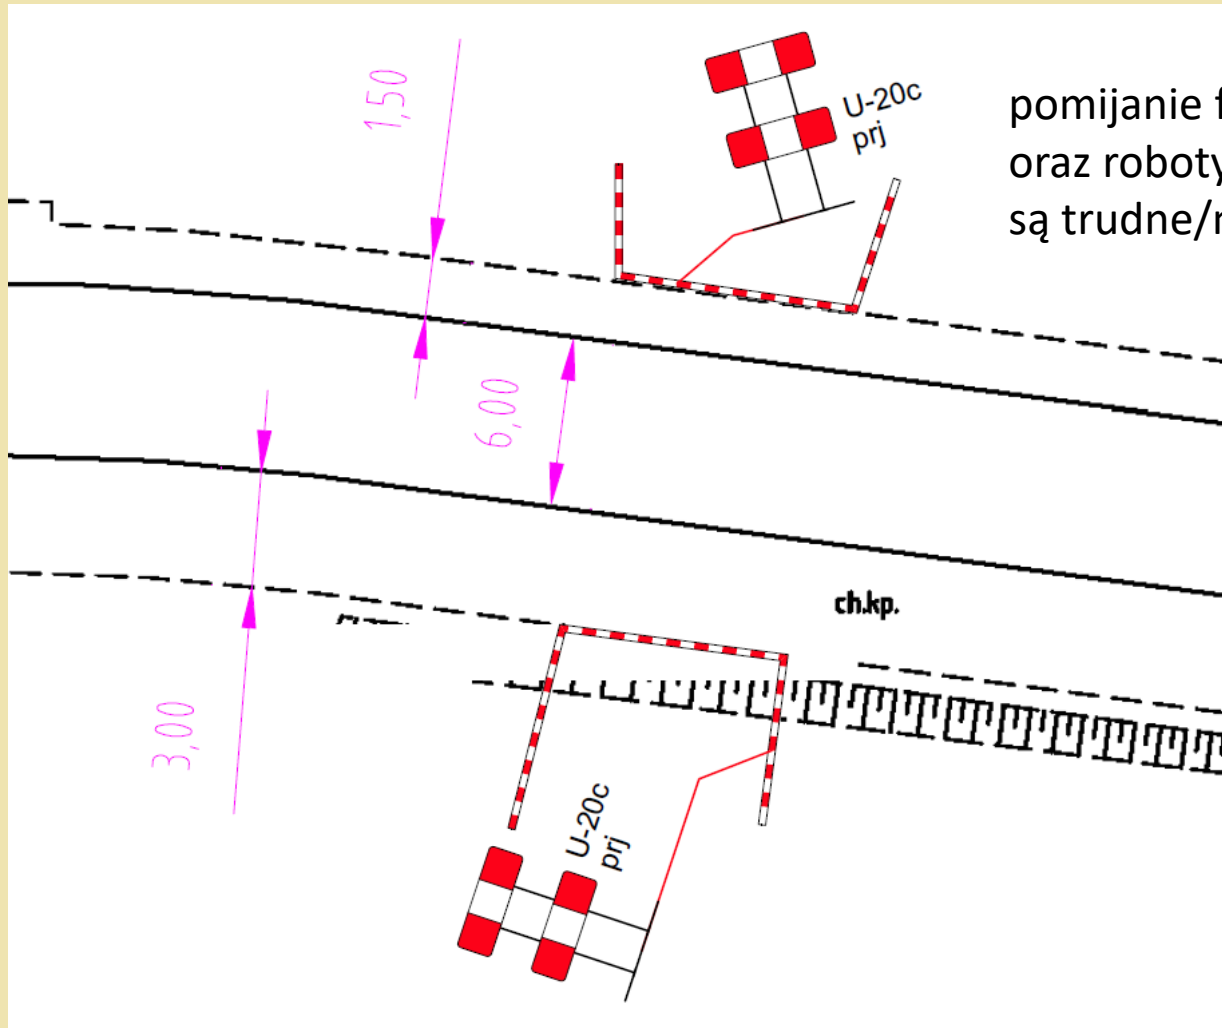 1,50
U-20c
prj
pomijanie
oraz roboty
są trudne/
6,00
ch.kp.
3,00
U-20c
prj